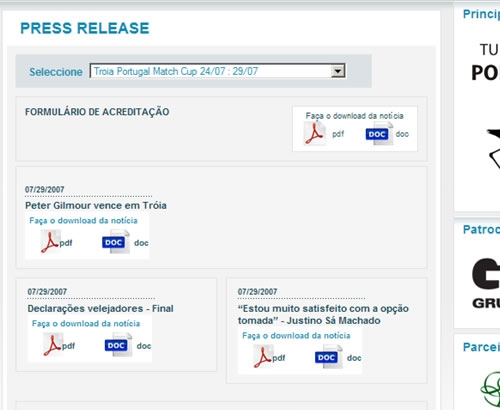 PRESS RELEASE
Seleccione
Troia Portugal Match Cup 24/07 : 29/07
FORMULÁRIO DE ACREDITAÇÃO
Faça o download da notícia
pdf
DOC
doc
07/29/2007
Peter Gilmour vence em Tróia
Faça o download da notícia
pdf
DOC
doc
07/29/2007
Declarações velejadores - Final
Faça o download da notícia
pdf
DOC
doc
07/29/2007
“Estou muito satisfeito com a opção
tomada” - Justino Sá Machado
Faça o download da notícia
pdf
DOC
doc
Princip
TU
PO
Patroc
GRU
Parcei